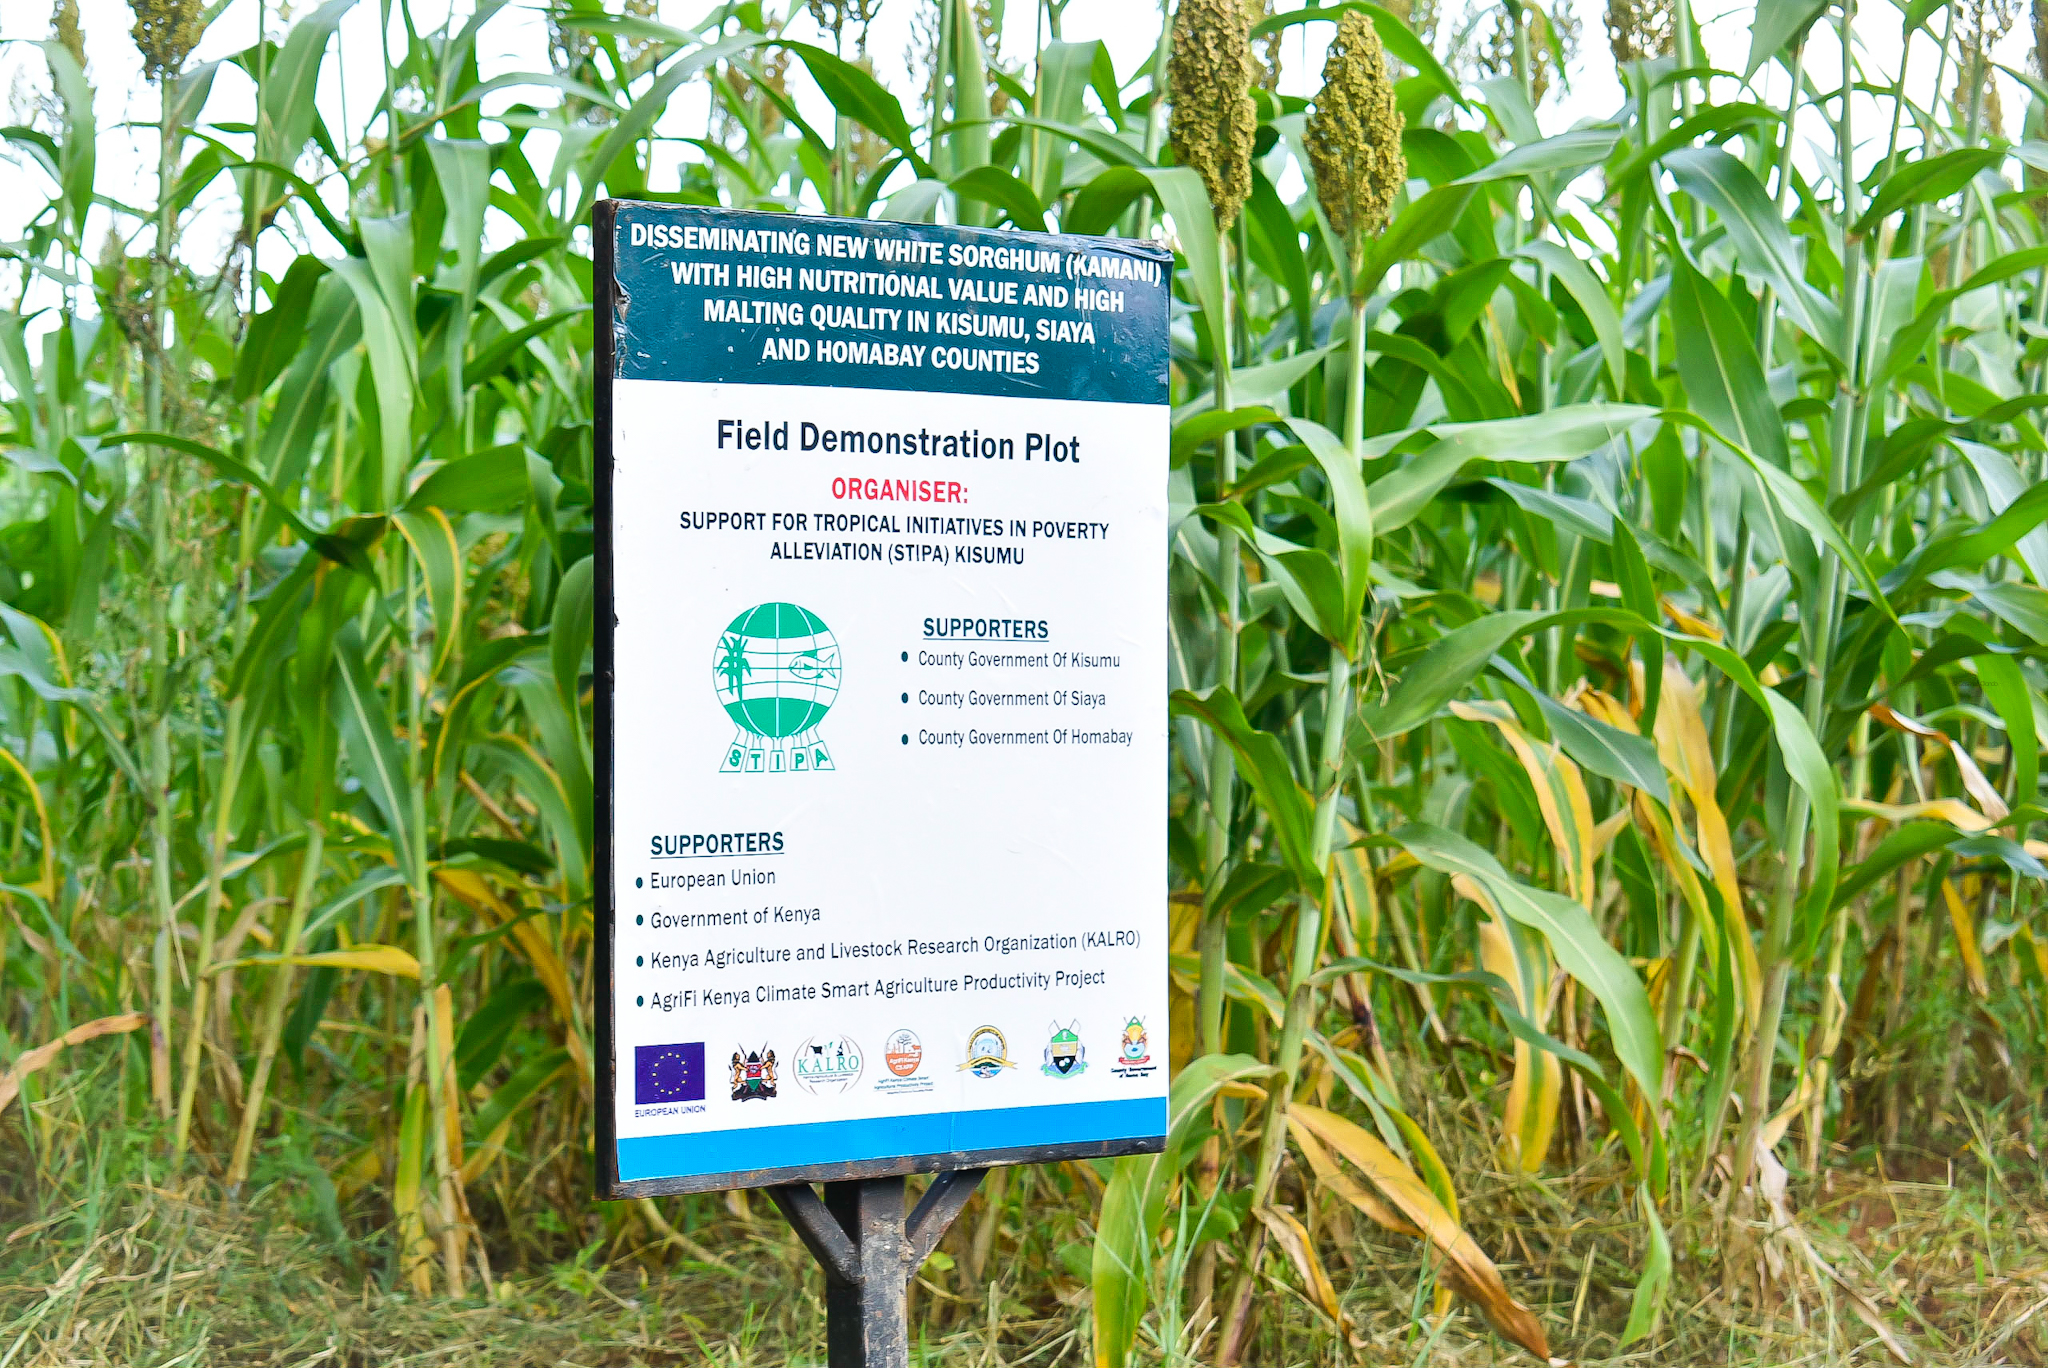 DISSEMINATING NEW WHITE SORGHUM (KAMANI)
WITH HIGH NUTRITIONAL VALUE AND HIGH
MALTING QUALITY IN KISUMU, SIAYA
AND HOMABAY COUNTIES
Field Demonstration Plot
ORGANISER:
SUPPORT FOR TROPICAL INITIATIVES IN POVERTY
ALLEVIATION (STIPA) KISUMU
STIPA
SUPPORTERS
• County Government Of Kisumu
• County Government Of Siaya
• County Government Of Homabay
SUPPORTERS
• European Union
• Government of Kenya
• Kenya Agriculture and Livestock Research Organization (KALRO)
• AgriFi Kenya Climate Smart Agriculture Productivity Project
EUROPEAN UNION
KALRO